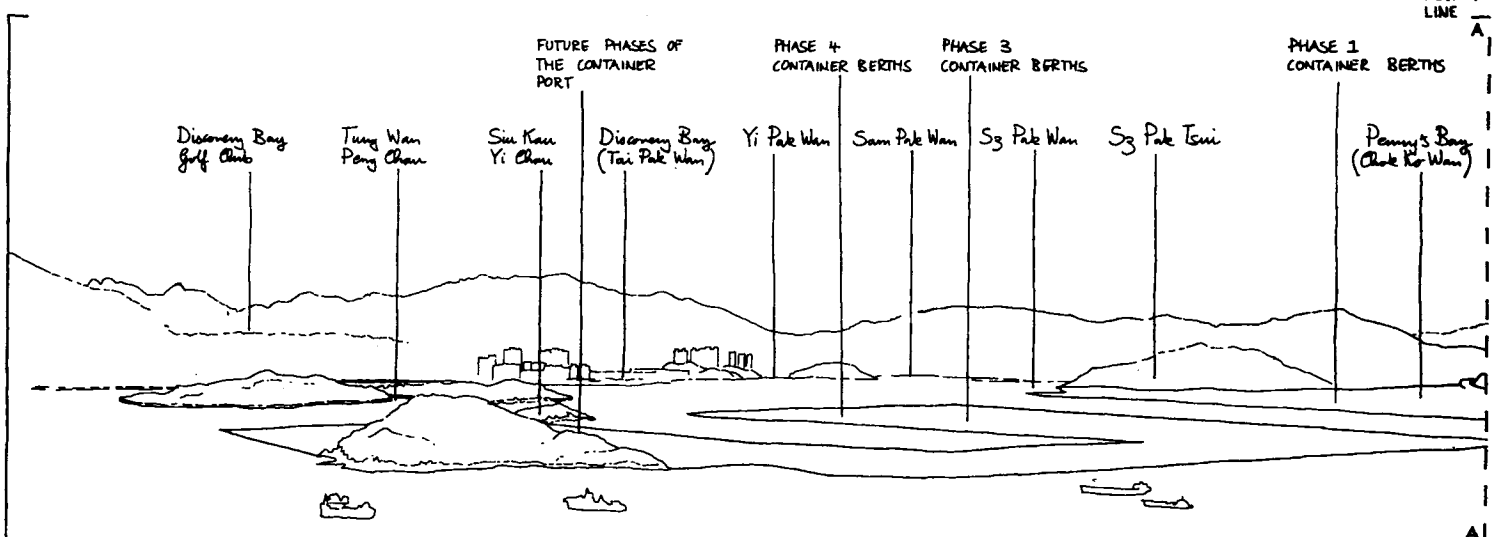 LINE
A
FUTURE PHASES OF
THE CONTAINER
PORT
PHASE 4
CONTAINER BERTHS
PHASE 3
CONTAINER BERTHS
PHASE 1
CONTAINER BERTHS
Discovery Bay
Golf Club
Tung Wan
Peng Chau
Siu Kau
Yi Chau
Discovery Bay
(Tai Pak Wan)
Yi Pak Wan
Sam Pak Wan
Sz Pak Wan
Sz Pak Tsui
Penny's Bay
(Chok Ko Wan)
A